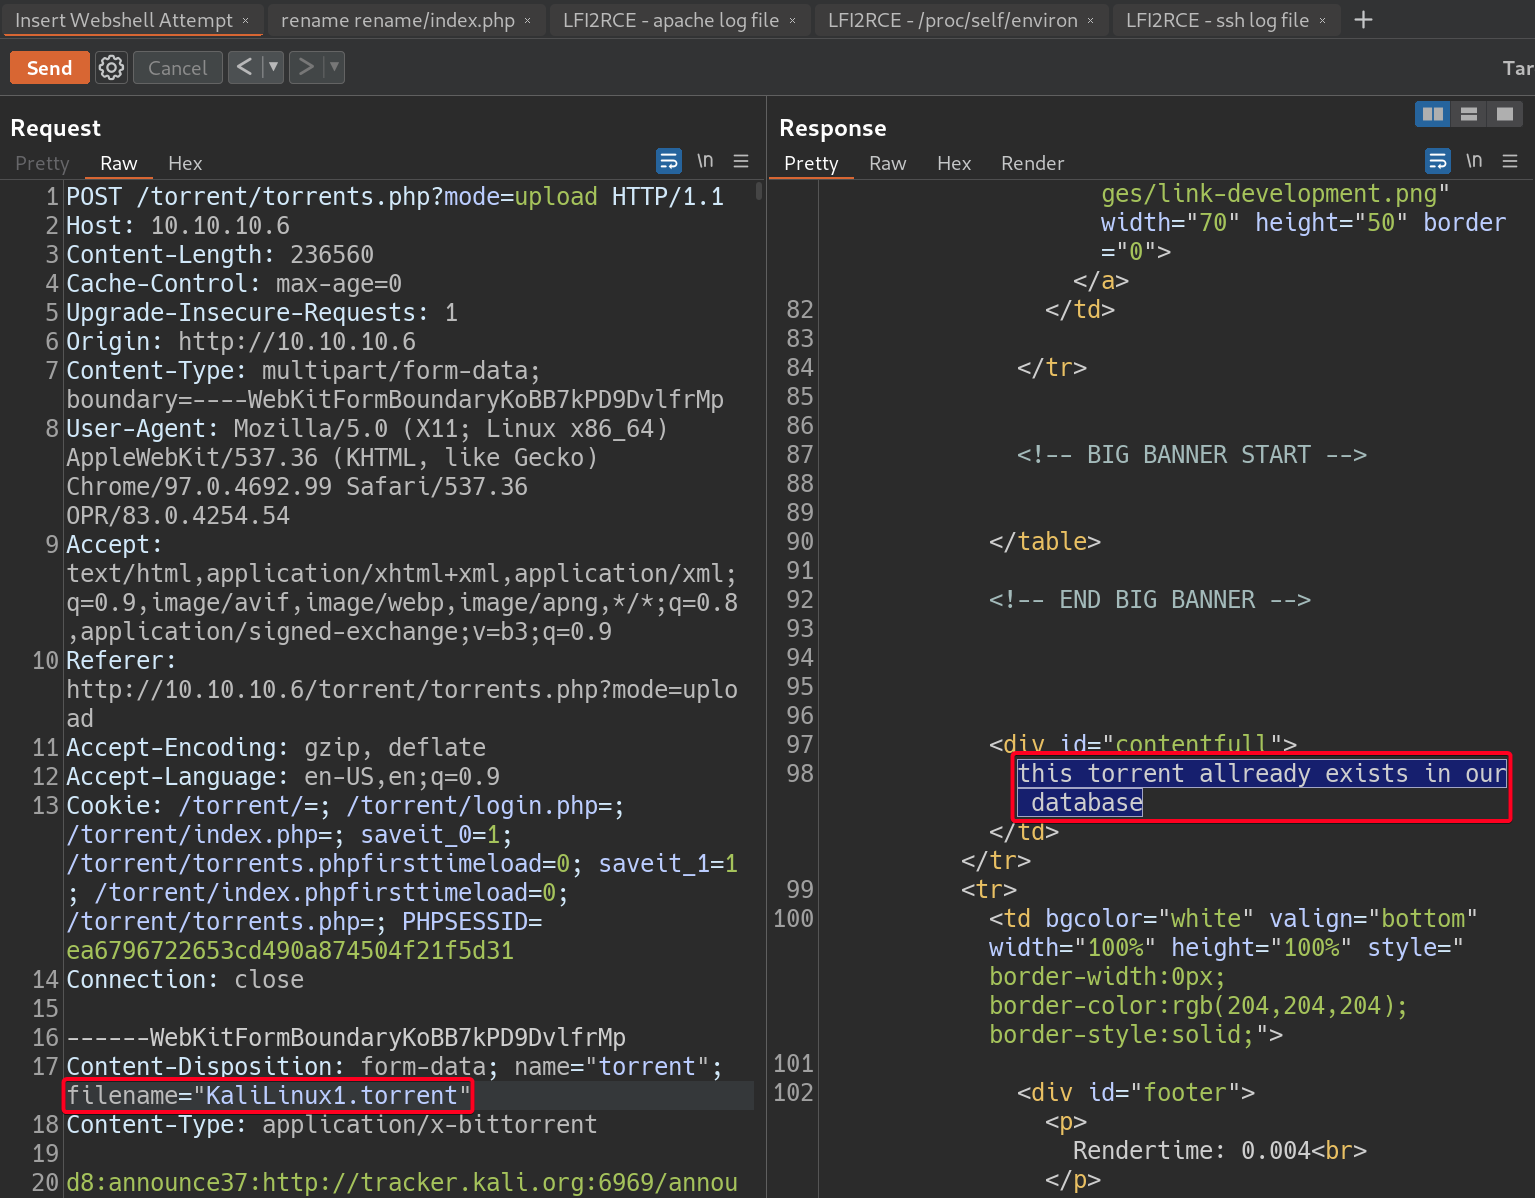 Insert Webshell Attempt ×
rename rename/index.php ×
LFI2RCE - apache log file ×
LFI2RCE - /proc/self/environ ×
LFI2RCE - ssh log file ×
+
Send
Cancel
<
>
Tar
Request
Pretty Raw Hex
\n
1 POST /torrent/torrents.php?mode=upload HTTP/1.1
2 Host: 10.10.10.6
3 Content-Length: 236560
4 Cache-Control: max-age=0
5 Upgrade-Insecure-Requests: 1
6 Origin: http://10.10.10.6
7 Content-Type: multipart/form-data;
boundary=----WebKitFormBoundaryKoBB7kPD9DvlfrMp
8 User-Agent: Mozilla/5.0 (X11; Linux x86_64)
AppleWebKit/537.36 (KHTML, like Gecko)
Chrome/97.0.4692.99 Safari/537.36
OPR/83.0.4254.54
9 Accept:
text/html,application/xhtml+xml,application/xml;
q=0.9,image/avif,image/webp,image/apng,*/*;q=0.8
,application/signed-exchange;v=b3;q=0.9
10 Referer:
http://10.10.10.6/torrent/torrents.php?mode=uplo
ad
11 Accept-Encoding: gzip, deflate
12 Accept-Language: en-US,en;q=0.9
13 Cookie: /torrent/=; /torrent/login.php=;
/torrent/index.php=; saveit_0=1;
/torrent/torrents.phpfirsttimeload=0; saveit_1=1
; /torrent/index.phpfirsttimeload=0;
/torrent/torrents.php=; PHPSESSID=
ea6796722653cd490a874504f21f5d31
14 Connection: close
15
16 ------WebKitFormBoundaryKoBB7kPD9DvlfrMp
17 Content-Disposition: form-data; name="torrent";
filename="KaliLinux1.torrent"
18 Content-Type: application/x-bittorrent
19
20 d8:announce37:http://tracker.kali.org:6969/annou
Response
Pretty Raw Hex Render
\n
ges/link-development.png"
width="70" height="50" border
="0">
</a>
82 </td>
83
84 </tr>
85
86
87 <!-- BIG BANNER START -->
88
89
90 </table>
91
92 <!-- END BIG BANNER -->
93
94
95
96
97 <div id="contentfull">
98 this torrent allready exists in our
database
</td>
</tr>
99 <tr>
100 <td bgcolor="white" valign="bottom"
width="100%" height="100%" style="
border-width:0px;
border-color:rgb(204,204,204);
border-style:solid;">
101
102 <div id="footer">
<p>
Rendertime: 0.004<br>
</p>